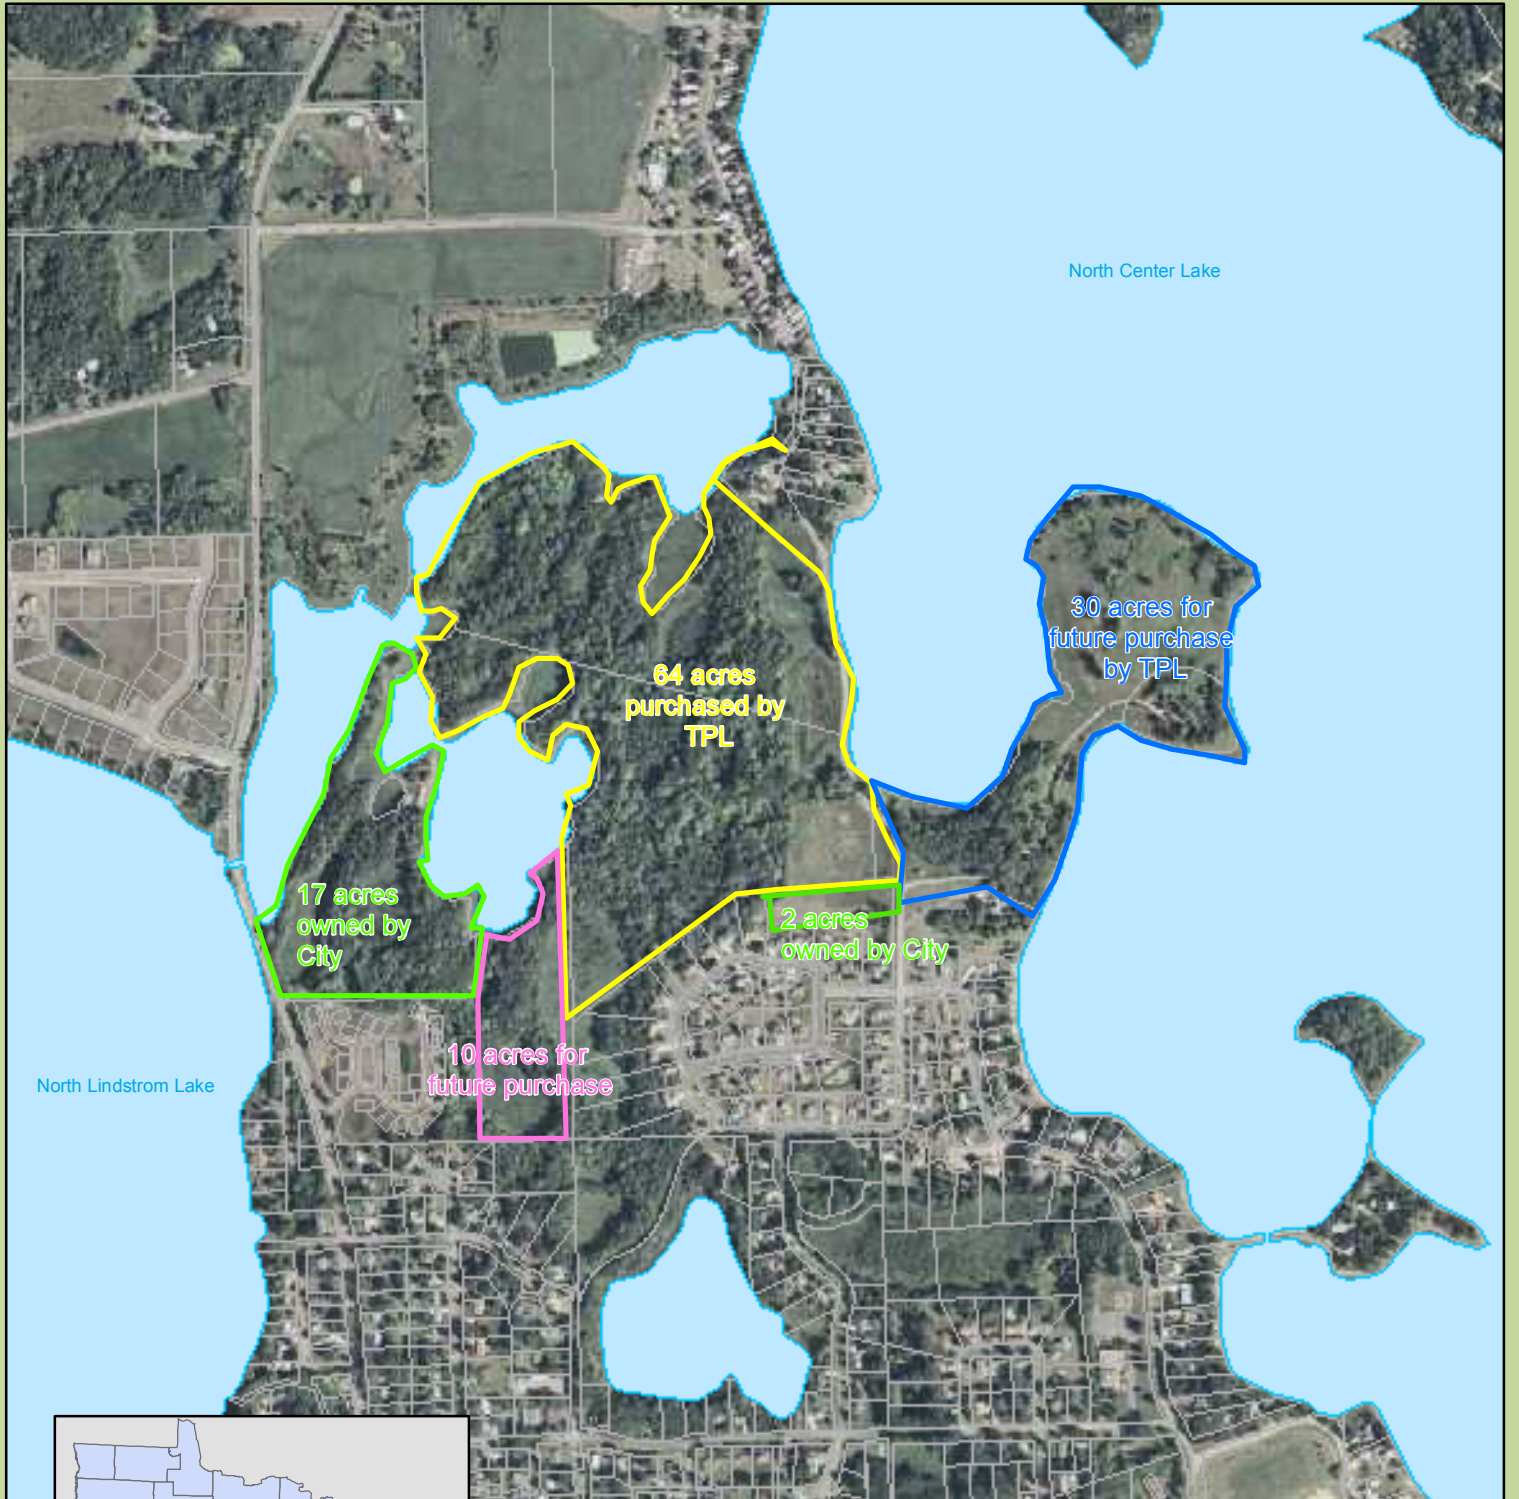 North Center Lake
30 acres for
future purchase
by TPL
64 acres
purchased by
TPL
17 acres
owned by
City
2 acres
owned by City
10 acres for
future purchase
North Lindstrom Lake